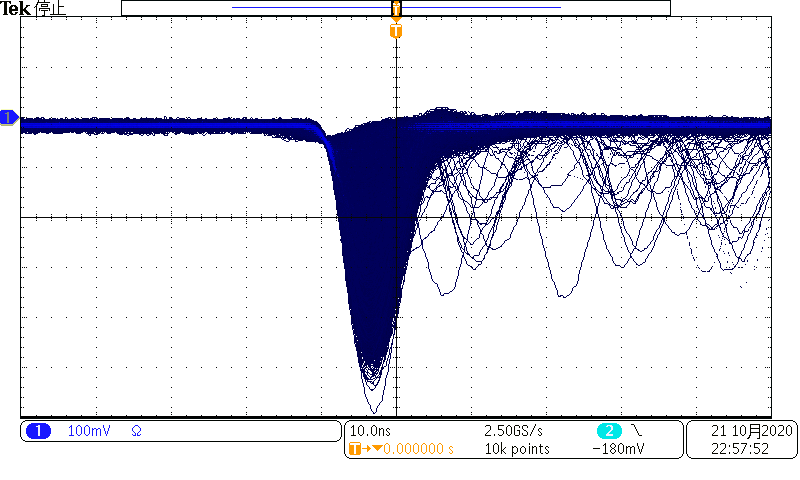 Tek 停止
T
T
1
1 100mV Ω
10.0ns 2.50GS/s 2 -180mV
T→▼0.000000 s 10k points
21 10月2020
22:57:52